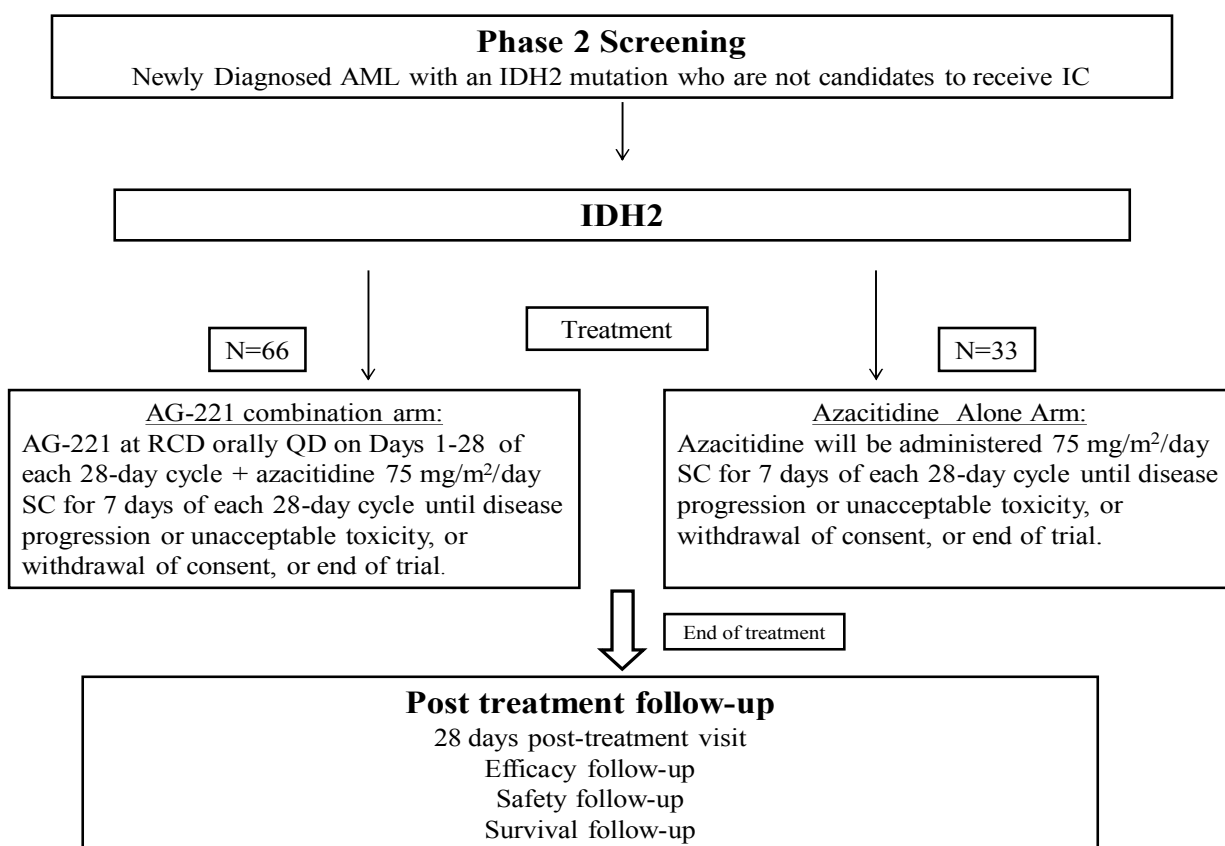 Phase 2 Screening
Newly Diagnosed AML with an IDH2 mutation who are not candidates to receive IC
IDH2
Treatment
N=66
N=33
AG-221 combination arm:
AG-221 at RCD orally QD on Days 1-28 of
each 28-day cycle + azacitidine 75 mg/m²/day
SC for 7 days of each 28-day cycle until disease
progression or unacceptable toxicity, or
withdrawal of consent, or end of trial.
Azacitidine Alone Arm:
Azacitidine will be administered 75 mg/m²/day
SC for 7 days of each 28-day cycle until disease
progression or unacceptable toxicity, or
withdrawal of consent, or end of trial.
End of treatment
Post treatment follow-up
28 days post-treatment visit
Efficacy follow-up
Safety follow-up
Survival follow-up